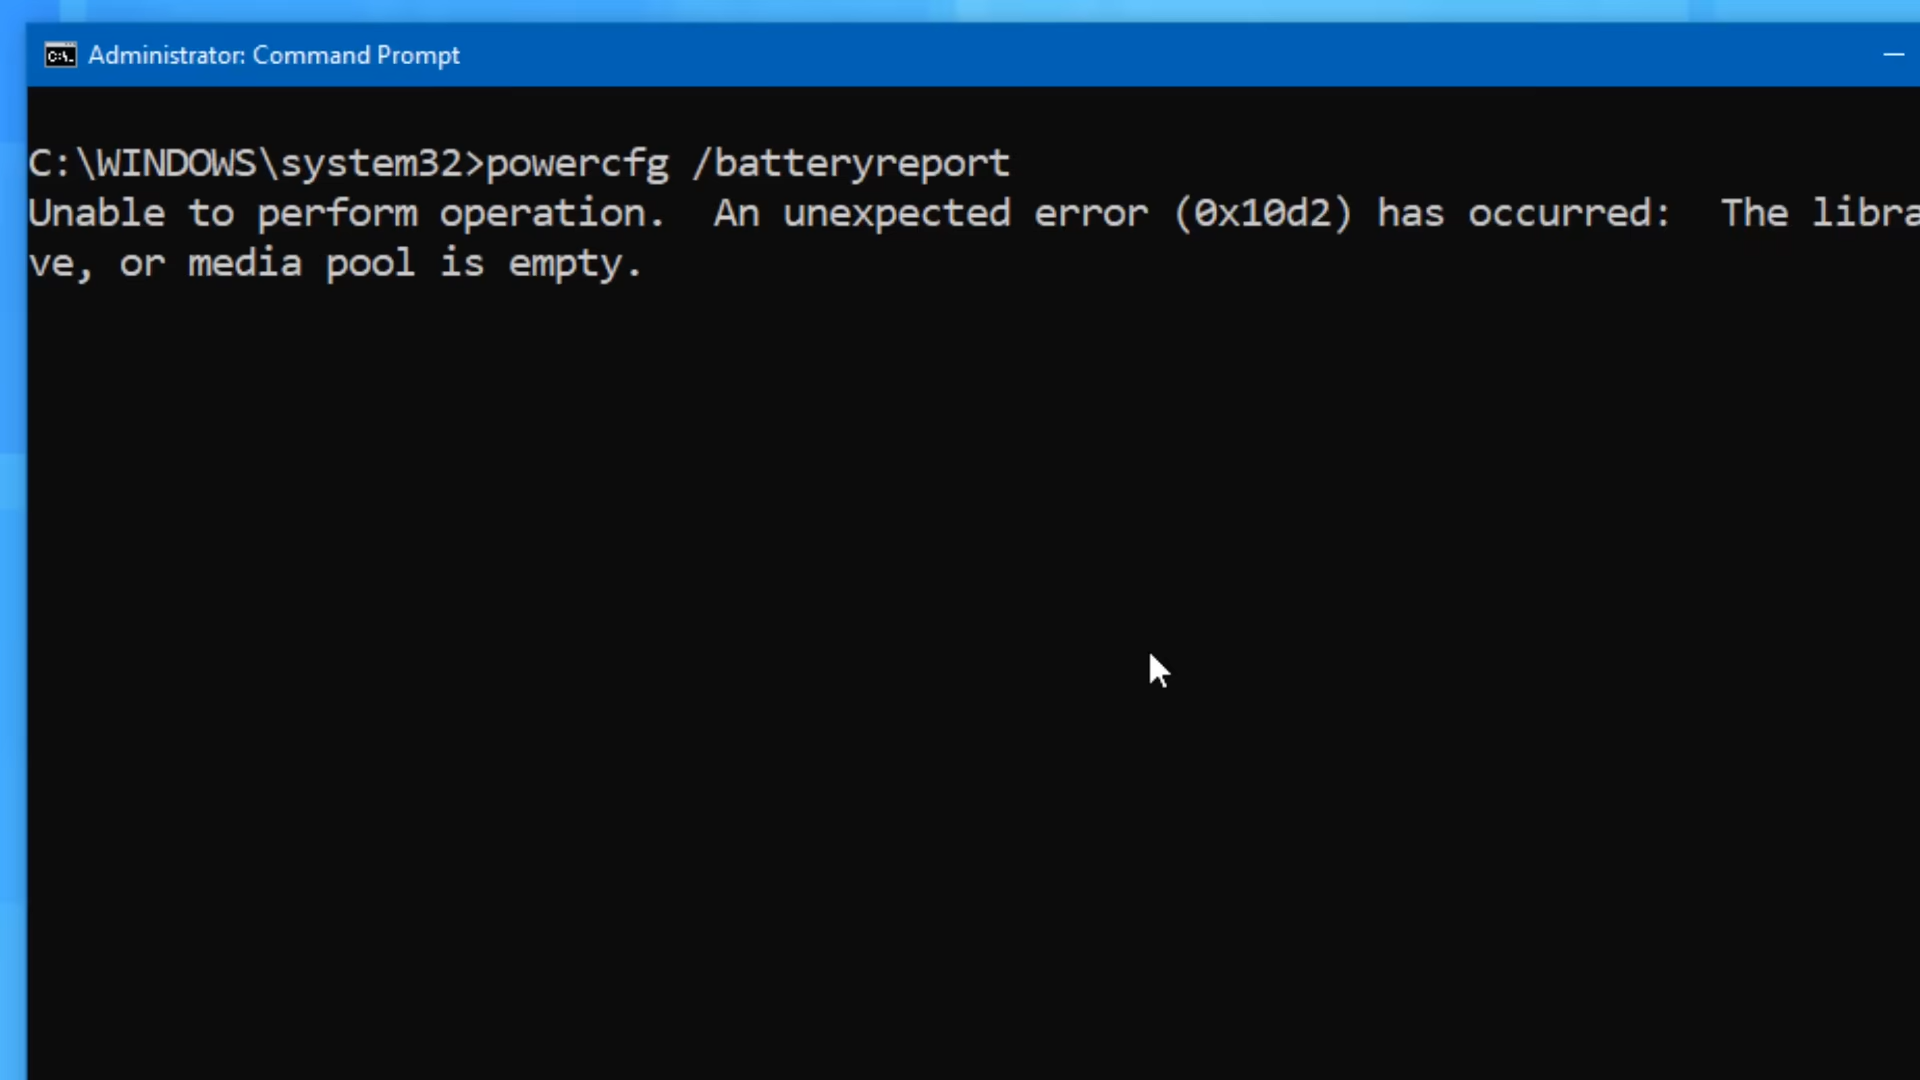 Administrator: Command Prompt
C:\WINDOWS\system32>powercfg /batteryreport
Unable to perform operation.  An unexpected error (0x10d2) has occurred:  The libra
ve, or media pool is empty.